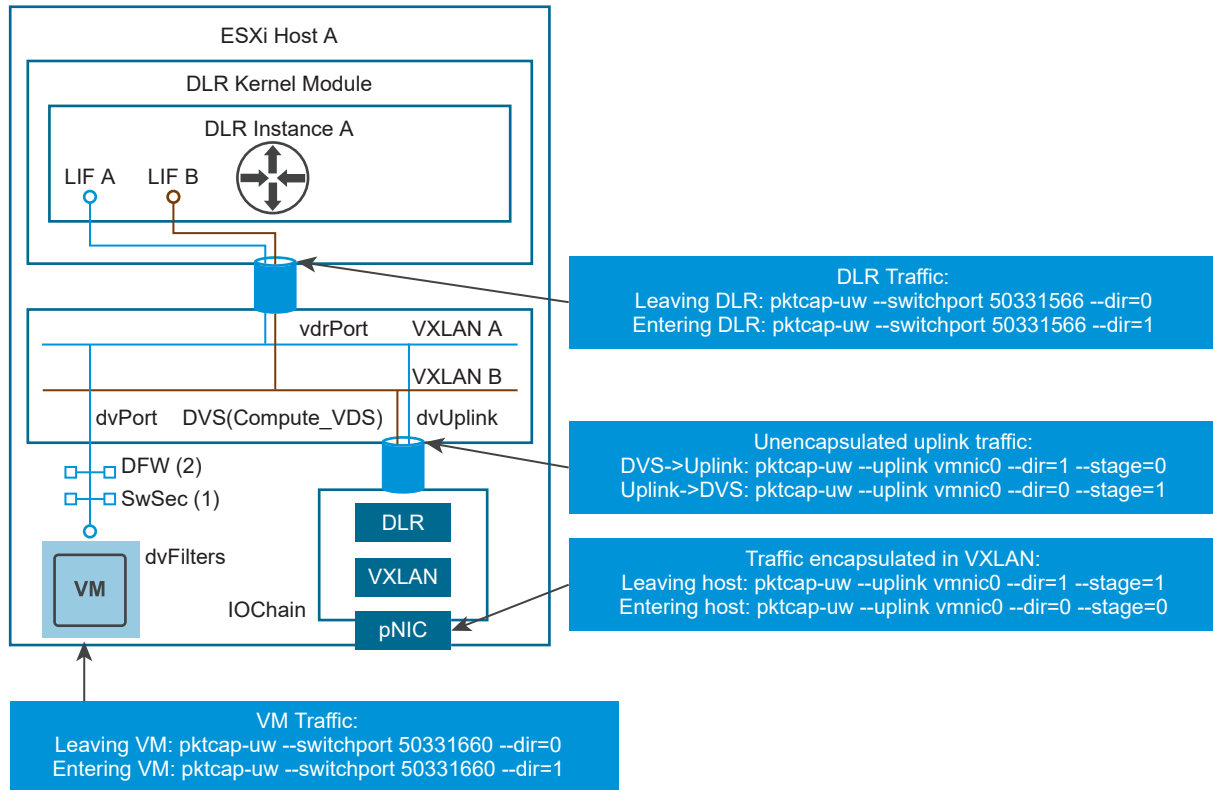 ESXi Host A
DLR Kernel Module
DLR Instance A
LIF A LIF B
DLR Traffic:
Leaving DLR: pktcap-uw --switchport 50331566 --dir=0
Entering DLR: pktcap-uw --switchport 50331566 --dir=1
vdrPort VXLAN A
VXLAN B
dvPort DVS(Compute_VDS) dvUplink
Unencapsulated uplink traffic:
DVS->Uplink: pktcap-uw --uplink vmnic0 --dir=1 --stage=0
Uplink->DVS: pktcap-uw --uplink vmnic0 --dir=0 --stage=1
DFW (2)
SwSec (1)
DLR
dvFilters
VM
VXLAN
IOChain
pNIC
Traffic encapsulated in VXLAN:
Leaving host: pktcap-uw --uplink vmnic0 --dir=1 --stage=1
Entering host: pktcap-uw --uplink vmnic0 --dir=0 --stage=0
VM Traffic:
Leaving VM: pktcap-uw --switchport 50331660 --dir=0
Entering VM: pktcap-uw --switchport 50331660 --dir=1